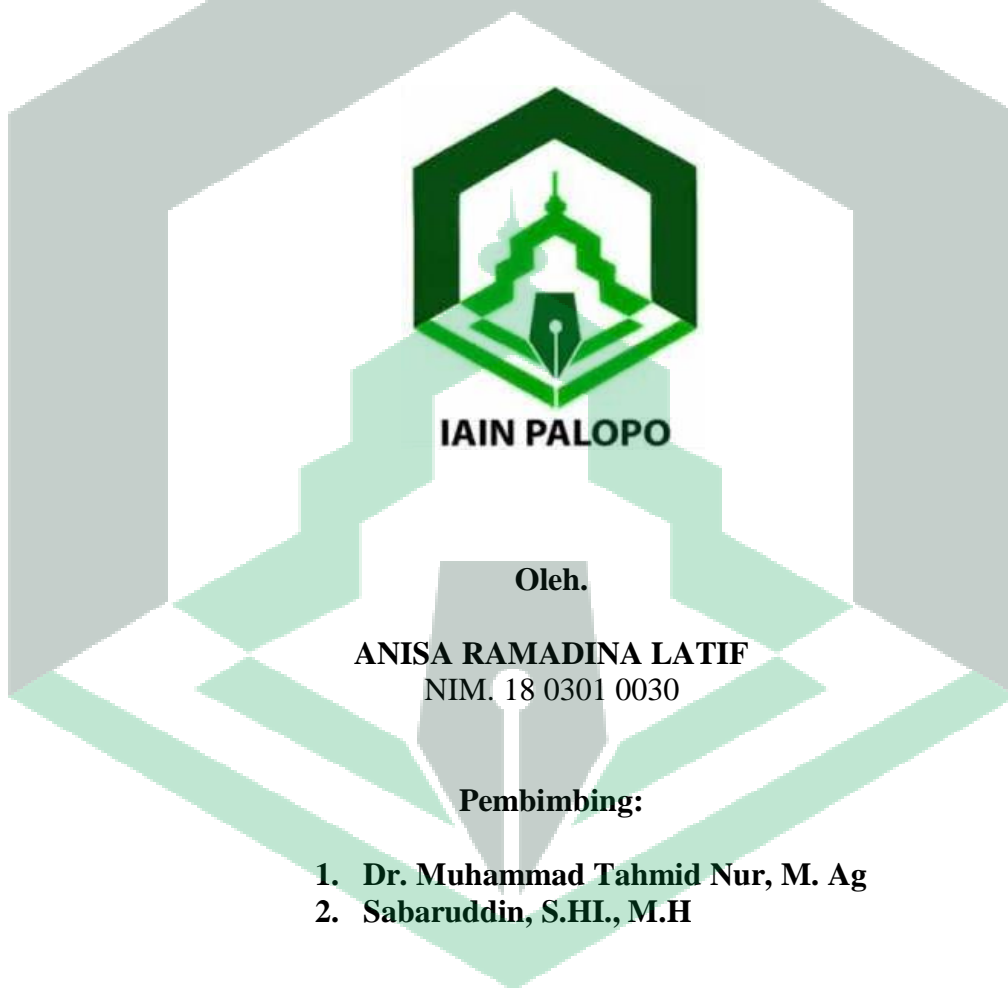 IAIN PALOPO
Oleh.
ANISA RAMADINA LATIF
NIM. 18 0301 0030
Pembimbing:
1. Dr. Muhammad Tahmid Nur, M. Ag
2. Sabaruddin, S.HI., M.H